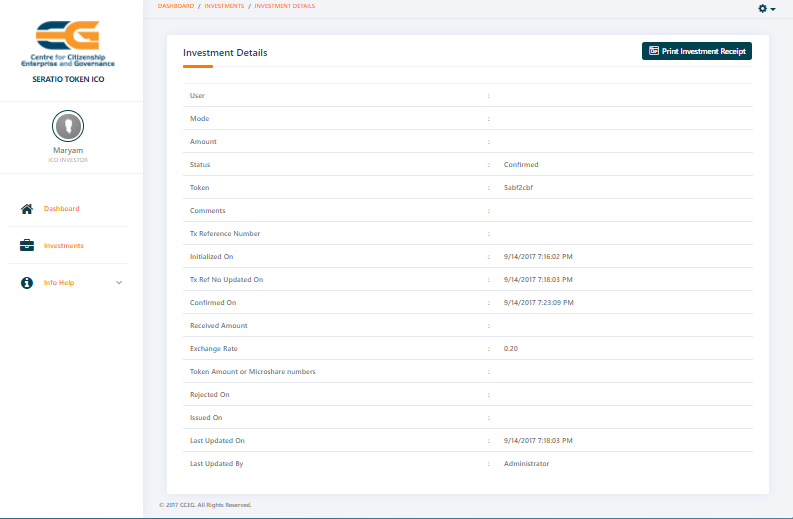 DASHBOARD / INVESTMENTS / INVESTMENT DETAILS
Centre for Citizenship
Enterprise and Governance
SERATIO TOKEN ICO
Maryam
ICO INVESTOR
Dashboard
Investments
Info Help
Investment Details
Print Investment Receipt
User :
Mode :
Amount :
Status : Confirmed
Token : 5abf2cbf
Comments :
Tx Reference Number :
Initialized On : 9/14/2017 7:16:02 PM
Tx Ref No Updated On : 9/14/2017 7:18:03 PM
Confirmed On : 9/14/2017 7:23:09 PM
Received Amount :
Exchange Rate : 0.20
Token Amount or Microshare numbers :
Rejected On :
Issued On :
Last Updated On : 9/14/2017 7:18:03 PM
Last Updated By : Administrator
© 2017 CCEG. All Rights Reserved.